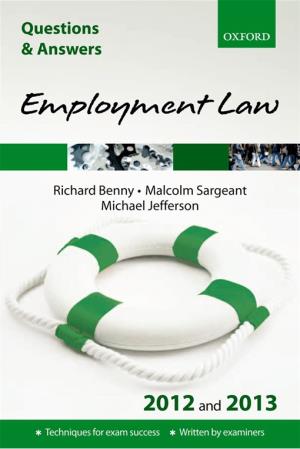 Questions
& Answers
OXFORD
Employment Law
Richard Benny • Malcolm Sargeant
Michael Jefferson
2012 and 2013
* Techniques for exam success * Written by examiners